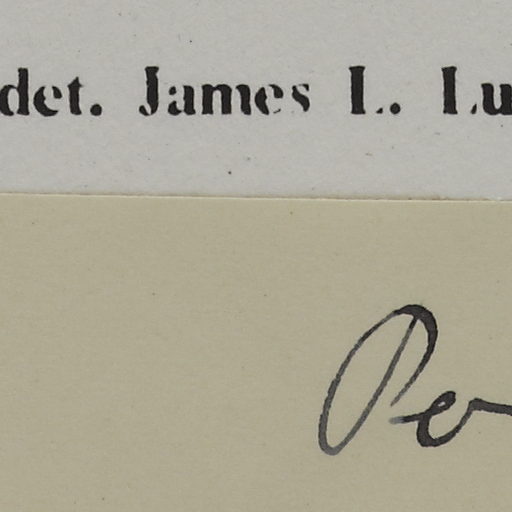 det. James L. Lu
Pe